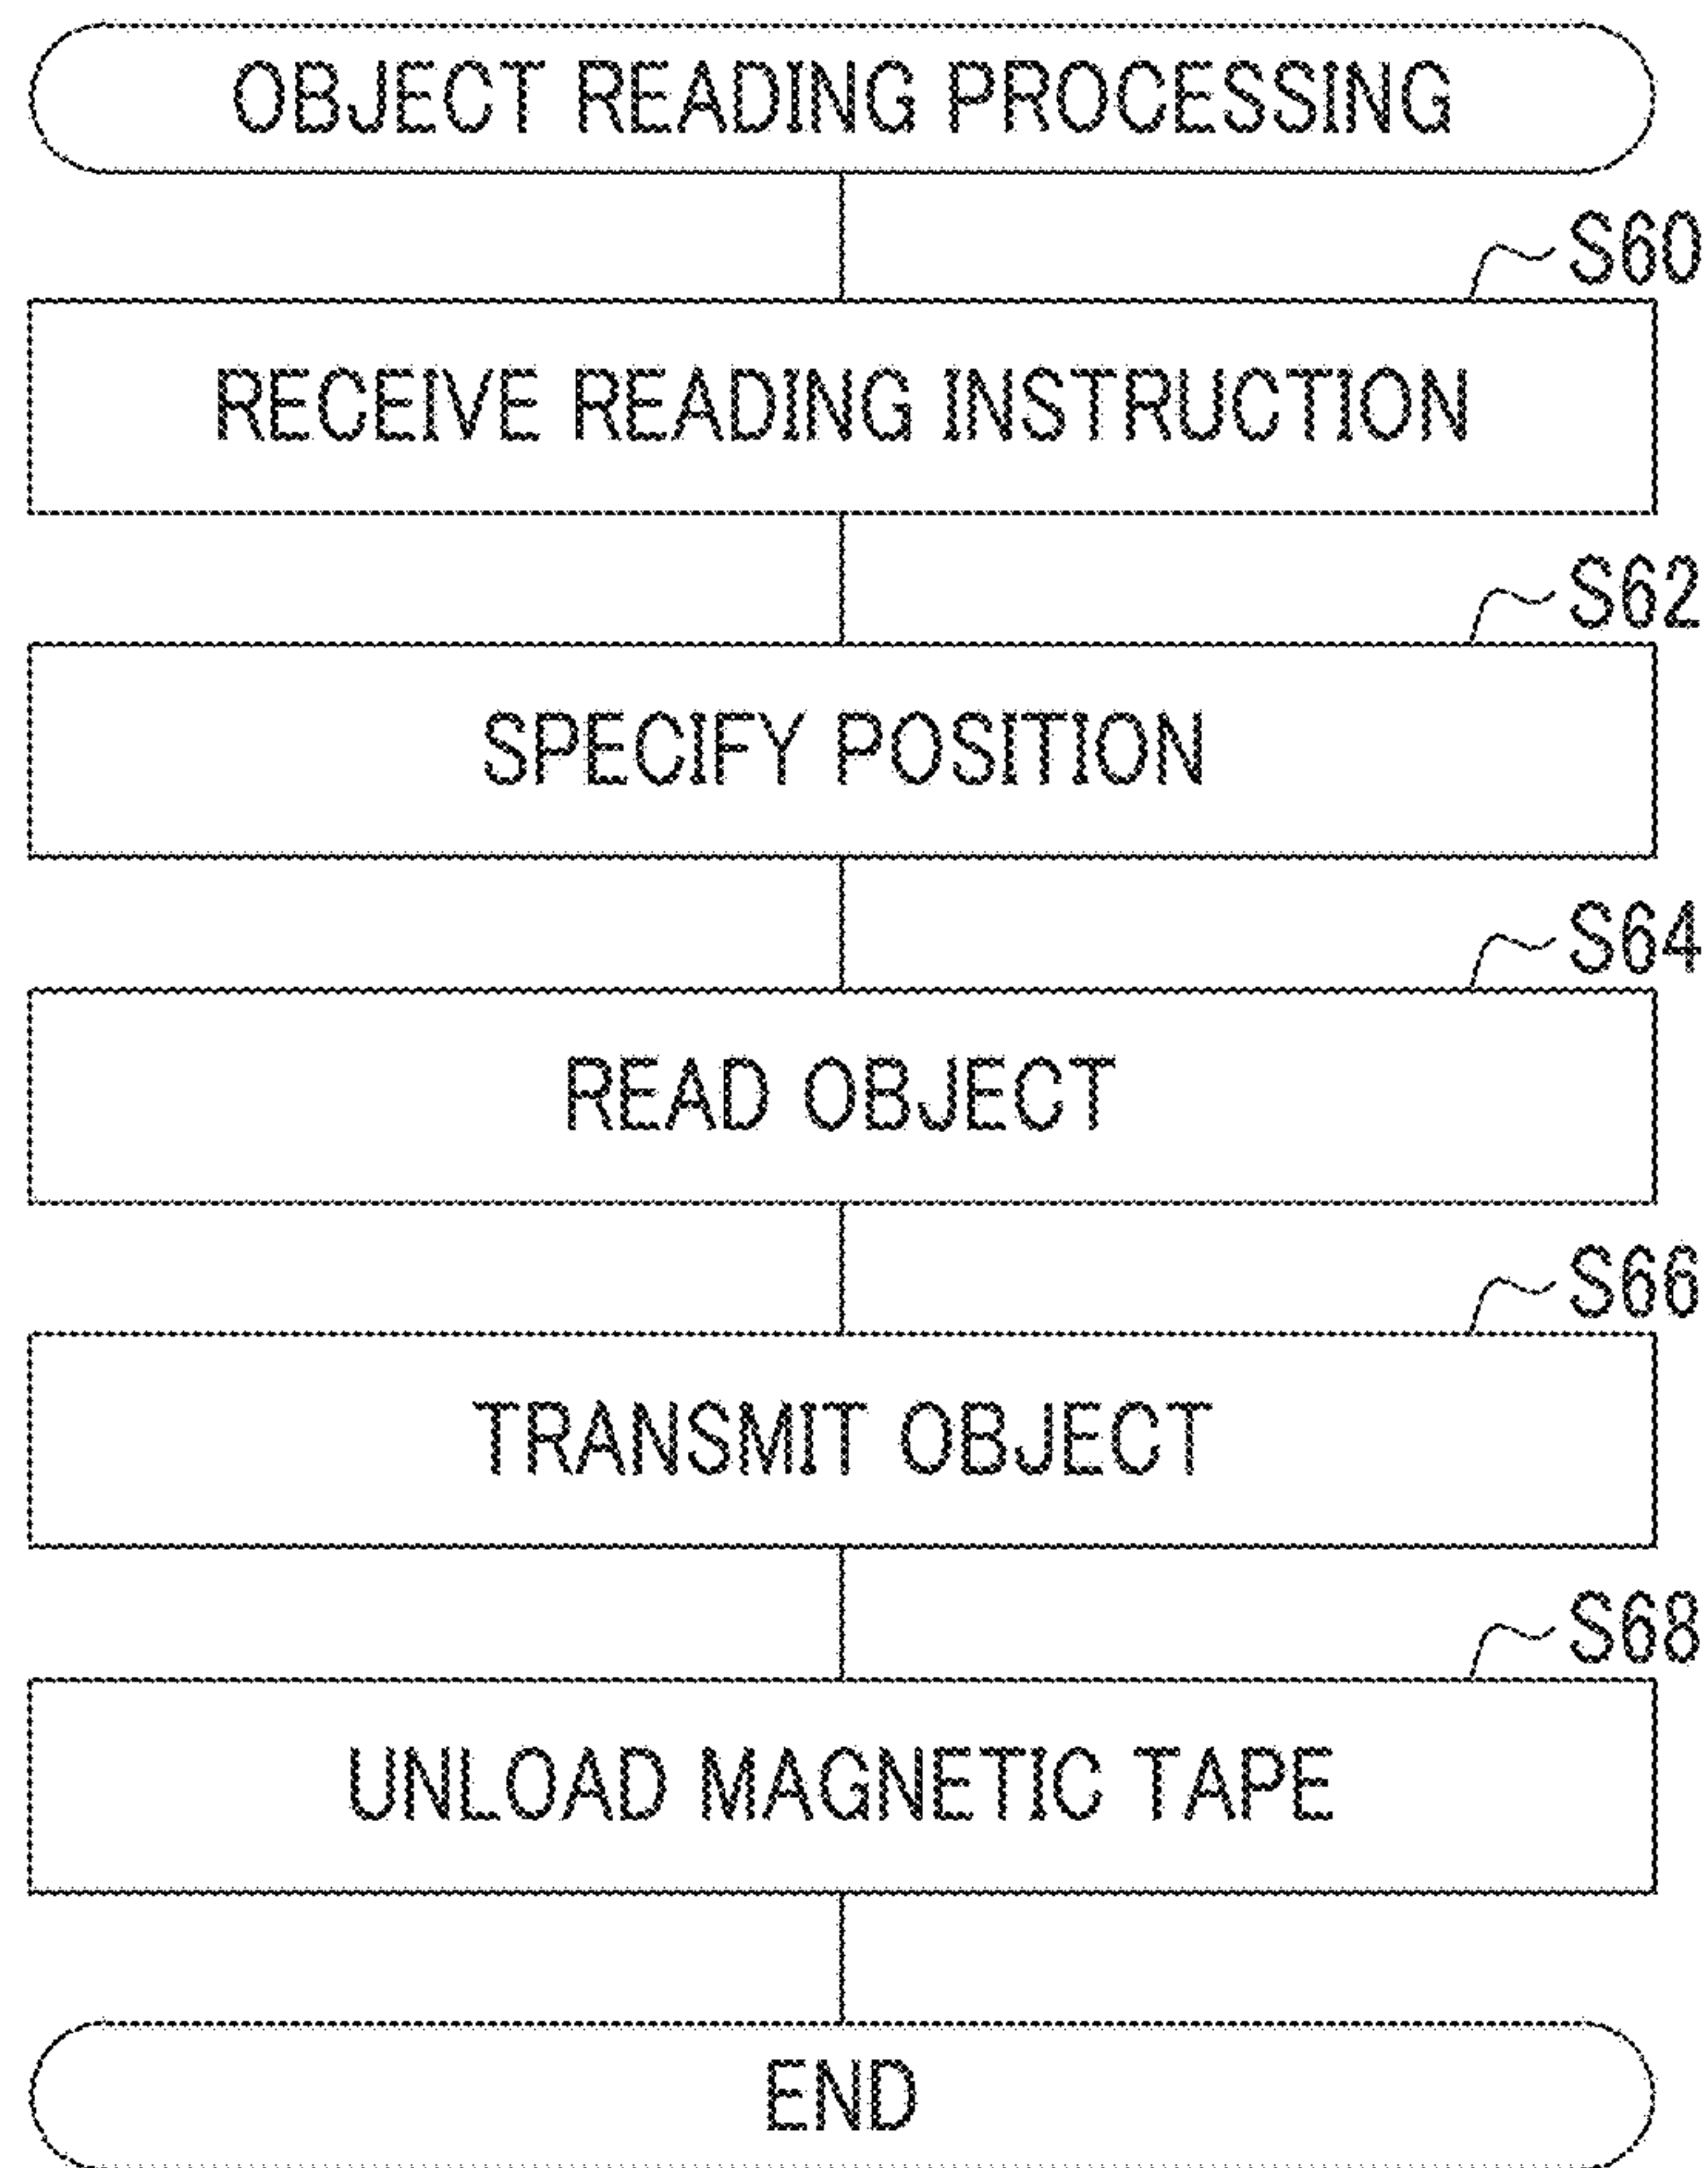 OBJECT READING PROCESSING
S60
RECEIVE READING INSTRUCTION
S62
SPECIFY POSITION
S64
READ OBJECT
S66
TRANSMIT OBJECT
S68
UNLOAD MAGNETIC TAPE
END